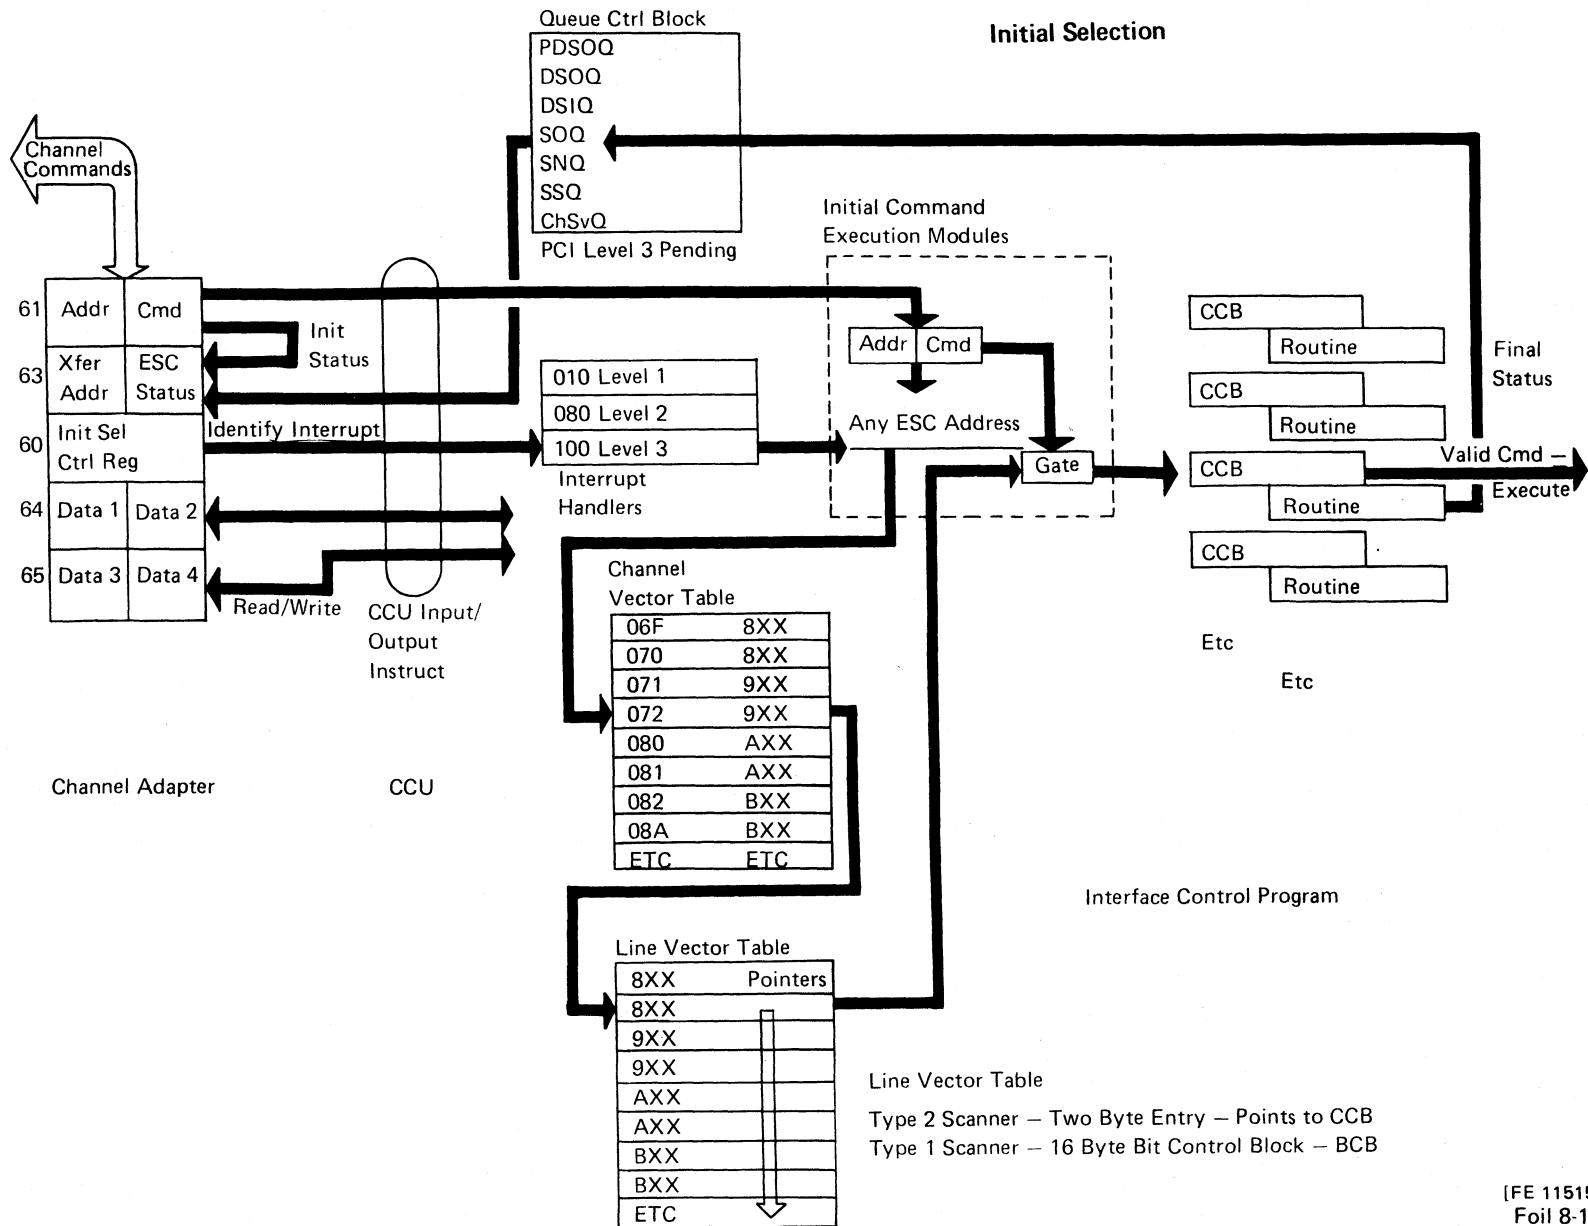 Initial Selection
Queue Ctrl Block
PDSOQ
DSOQ
DSIQ
SOQ
SNQ
SSQ
ChSvQ
PCI Level 3 Pending
Channel
Commands
61 Addr Cmd
Init
Status
63 Xfer ESC
Addr Status
60 Init Sel
Ctrl Reg
Identify Interrupt
64 Data 1 Data 2
65 Data 3 Data 4
Read/Write
CCU Input/
Output
Instruct
Channel Adapter
CCU
010 Level 1
080 Level 2
100 Level 3
Interrupt
Handlers
Initial Command
Execution Modules
Addr Cmd
Any ESC Address
Gate
CCB
Routine
CCB
Routine
CCB
Routine
CCB
Routine
Etc
Etc
Final
Status
Valid Cmd –
Execute
Channel
Vector Table
06F 8XX
070 8XX
071 9XX
072 9XX
080 AXX
081 AXX
082 BXX
08A BXX
ETC ETC
Interface Control Program
Line Vector Table
8XX Pointers
8XX
9XX
9XX
AXX
AXX
BXX
BXX
ETC
Line Vector Table
Type 2 Scanner – Two Byte Entry – Points to CCB
Type 1 Scanner – 16 Byte Bit Control Block – BCB
[FE 11515
Foil 8-1